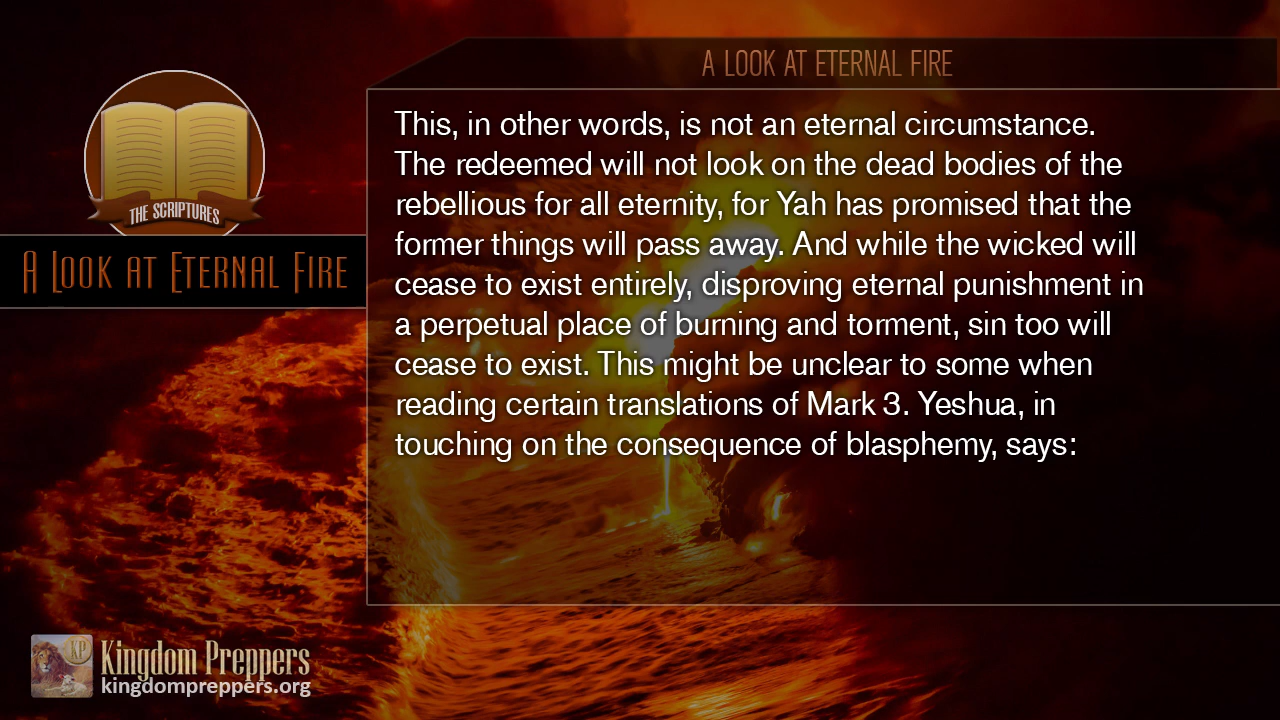 A LOOK AT ETERNAL FIRE
THE SCRIPTURES
A LOOK AT ETERNAL FIRE
This, in other words, is not an eternal circumstance.
The redeemed will not look on the dead bodies of the
rebellious for all eternity, for Yah has promised that the
former things will pass away. And while the wicked will
cease to exist entirely, disproving eternal punishment in
a perpetual place of burning and torment, sin too will
cease to exist. This might be unclear to some when
reading certain translations of Mark 3. Yeshua, in
touching on the consequence of blasphemy, says:
KP
Kingdom Preppers
kingdompreppers.org